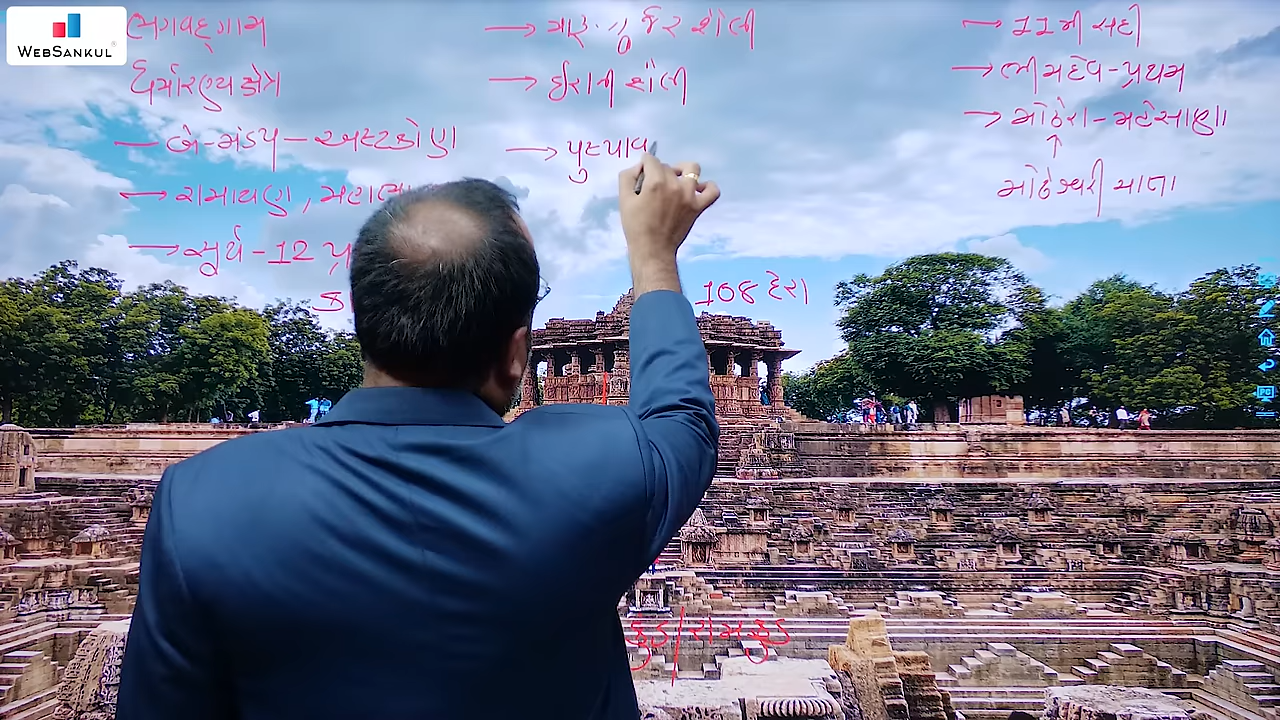 WEBSANKUL
ભગવદ્ ગામ
ધર્મારણ્ય ક્ષેત્ર
→ બે-મંડપ - અષ્ટકોણ
→ રામાયણ, મહાભા
→ સૂર્ય - 12 પ્ર
→ મારુ ગુર્જર શૈલી
→ ઈરાની શૈલી
→ પુષ્પાવ
108 દેરા
→ 11મી સદી
→ ભીમદેવ - પ્રથમ
→ મોઢેરા - મહેસાણા
↑
મોઢેશ્વરી માતા
કુંડ / રામકુંડ